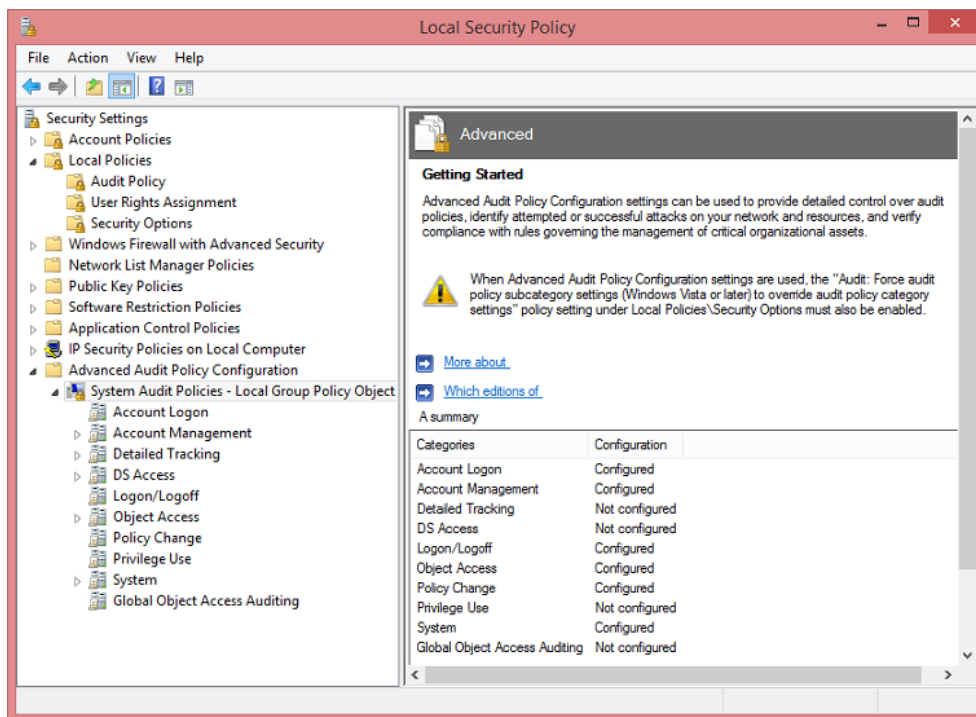 Local Security Policy
File Action View Help
Security Settings
Account Policies
Local Policies
Audit Policy
User Rights Assignment
Security Options
Windows Firewall with Advanced Security
Network List Manager Policies
Public Key Policies
Software Restriction Policies
Application Control Policies
IP Security Policies on Local Computer
Advanced Audit Policy Configuration
System Audit Policies - Local Group Policy Object
Account Logon
Account Management
Detailed Tracking
DS Access
Logon/Logoff
Object Access
Policy Change
Privilege Use
System
Global Object Access Auditing
Advanced
Getting Started
Advanced Audit Policy Configuration settings can be used to provide detailed control over audit
policies, identify attempted or successful attacks on your network and resources, and verify
compliance with rules governing the management of critical organizational assets.
When Advanced Audit Policy Configuration settings are used, the "Audit: Force audit
policy subcategory settings (Windows Vista or later) to override audit policy category
settings" policy setting under Local Policies\Security Options must also be enabled.
More about
Which editions of
A summary
Categories Configuration
Account Logon Configured
Account Management Configured
Detailed Tracking Not configured
DS Access Not configured
Logon/Logoff Configured
Object Access Configured
Policy Change Configured
Privilege Use Not configured
System Configured
Global Object Access Auditing Not configured